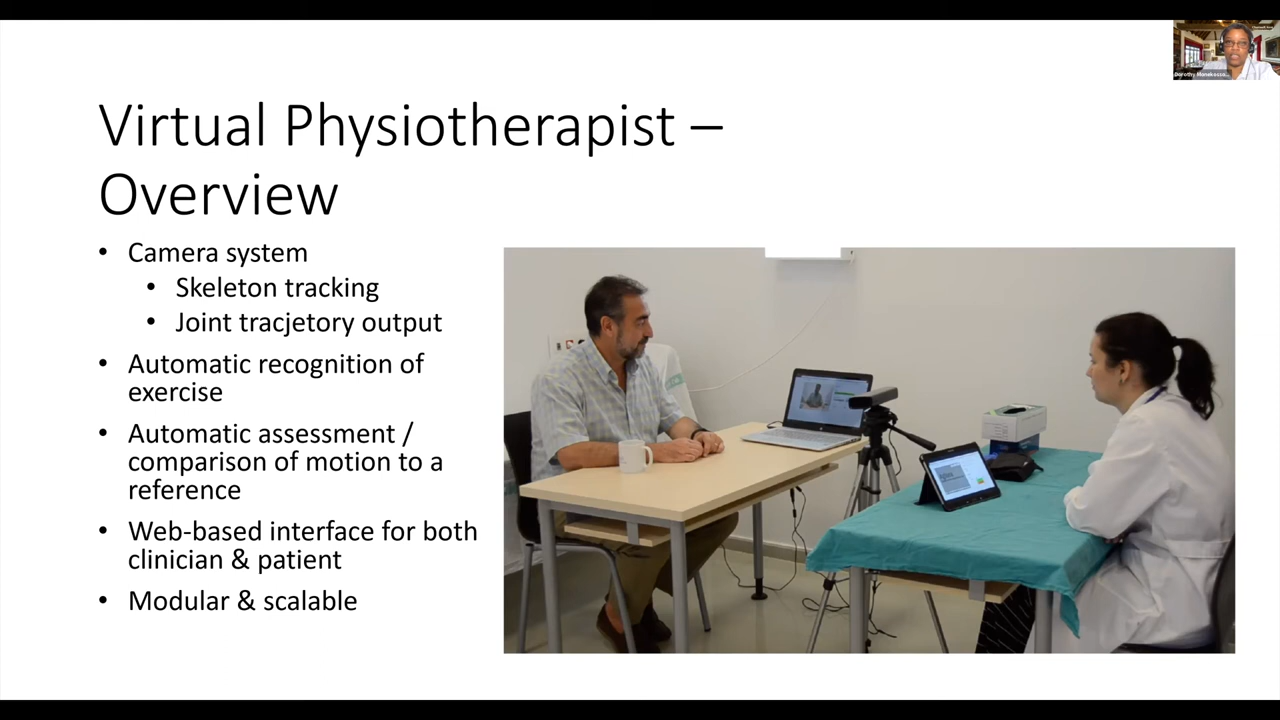 Virtual Physiotherapist –
Overview
• Camera system
• Skeleton tracking
• Joint tracjetory output
• Automatic recognition of
exercise
• Automatic assessment /
comparison of motion to a
reference
• Web-based interface for both
clinician & patient
• Modular & scalable